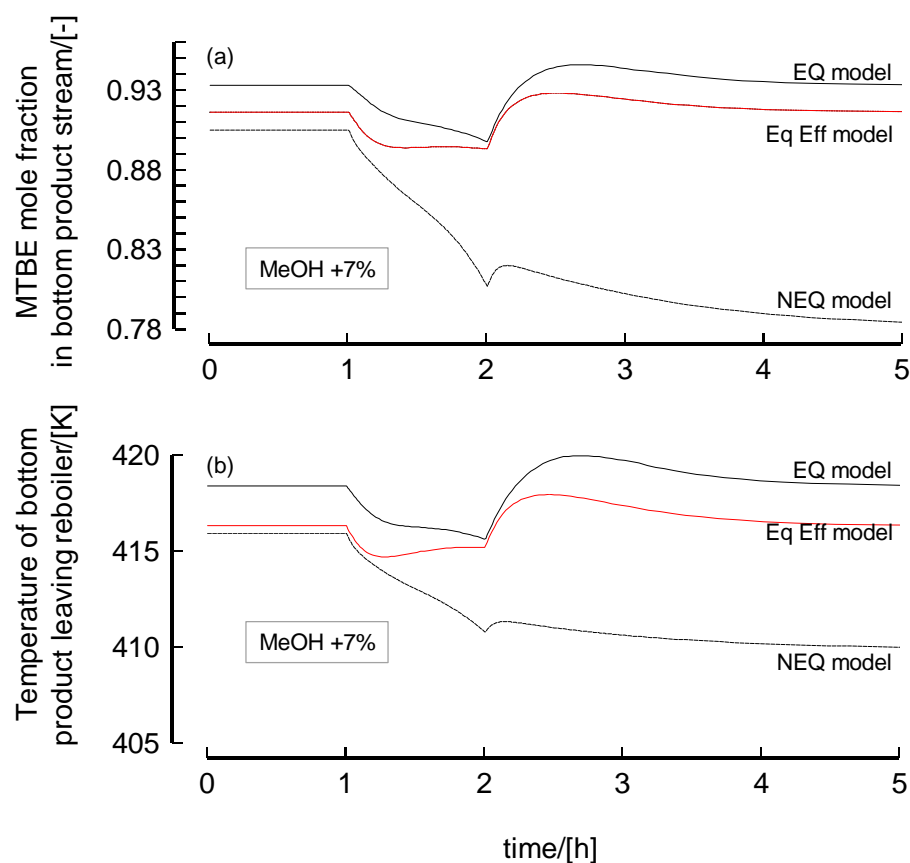 MTBE mole fraction
in bottom product stream/[-]
(a)
0.93
0.88
0.83
0.78
EQ model
Eq Eff model
MeOH +7%
NEQ model
0 1 2 3 4 5
Temperature of bottom
product leaving reboiler/[K]
420
415
410
405
(b)
EQ model
Eq Eff model
MeOH +7%
NEQ model
0 1 2 3 4 5
time/[h]